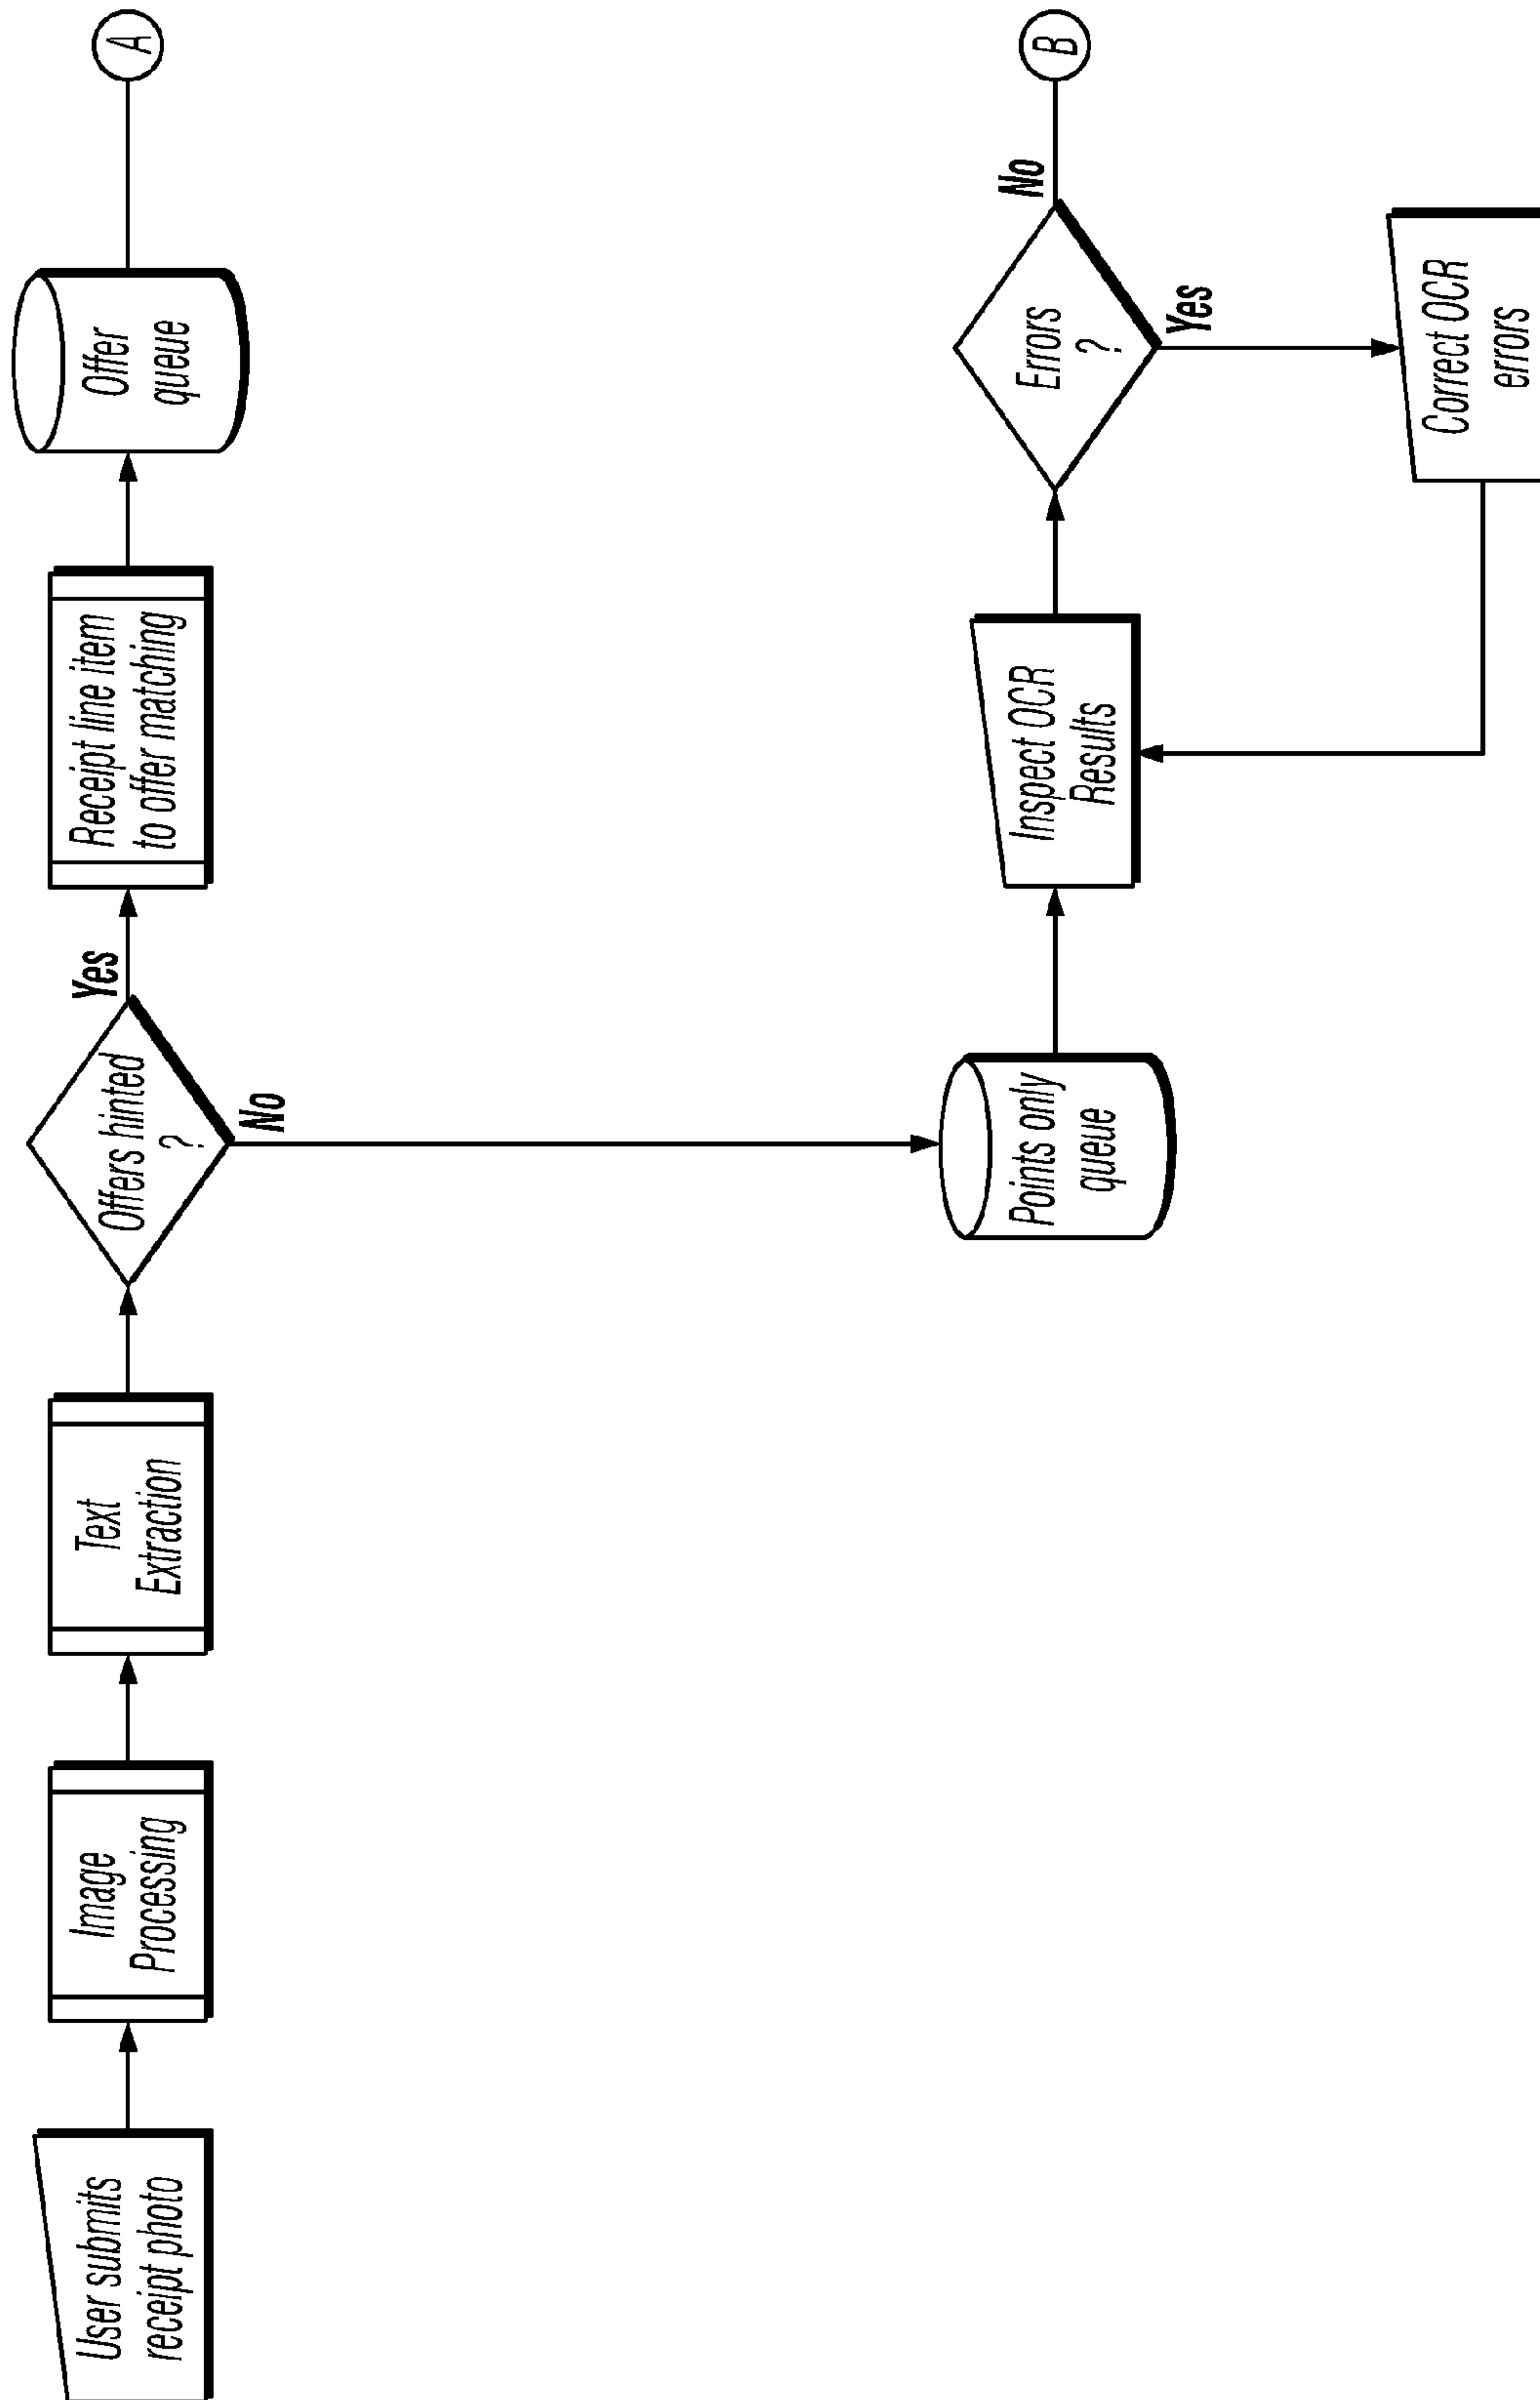 User submits
receipt photo
Image
Processing
Text
Extraction
Offers hinted
?
Yes
No
Receipt line item
to offer matching
Offer
queue
A
Points only
queue
Inspect OCR
Results
Errors
?
No
Yes
B
Correct OCR
errors